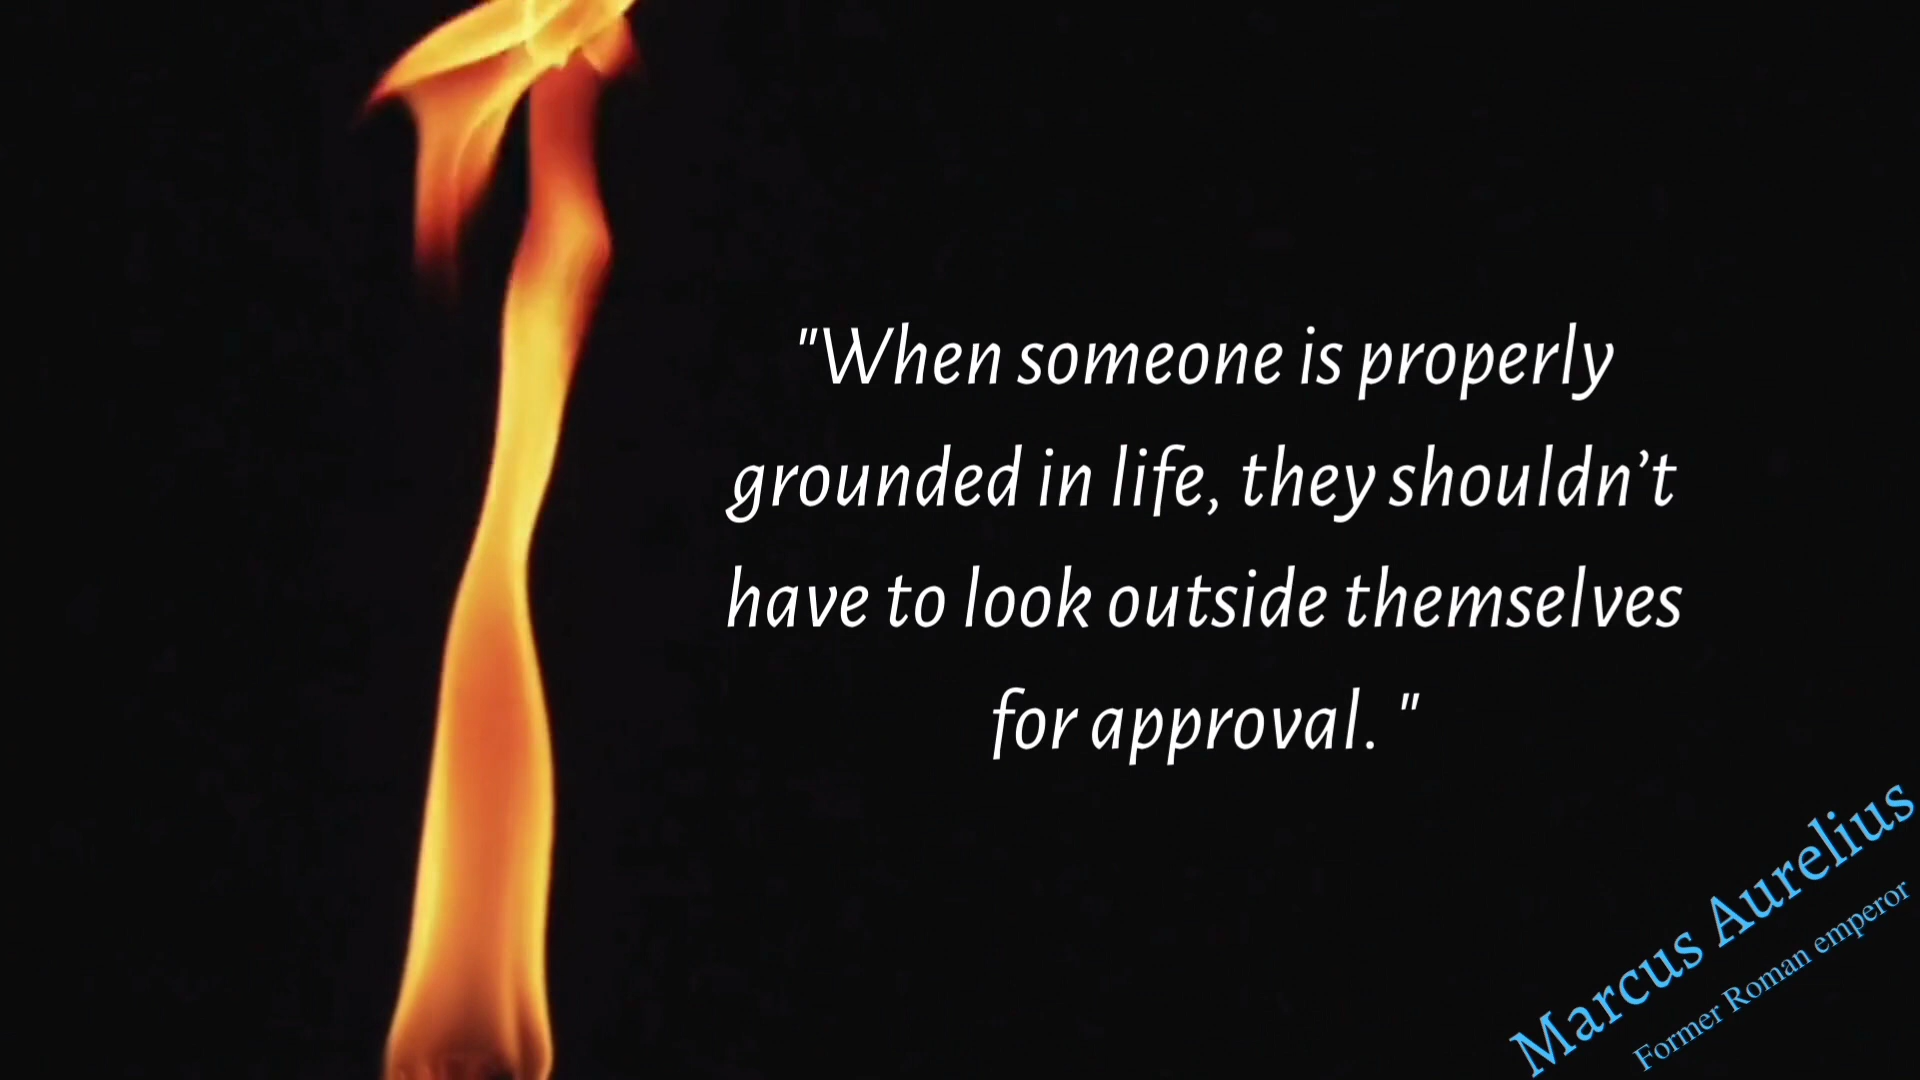 "When someone is properly
grounded in life, they shouldn’t
have to look outside themselves
for approval. "
Marcus Aurelius
Former Roman emperor